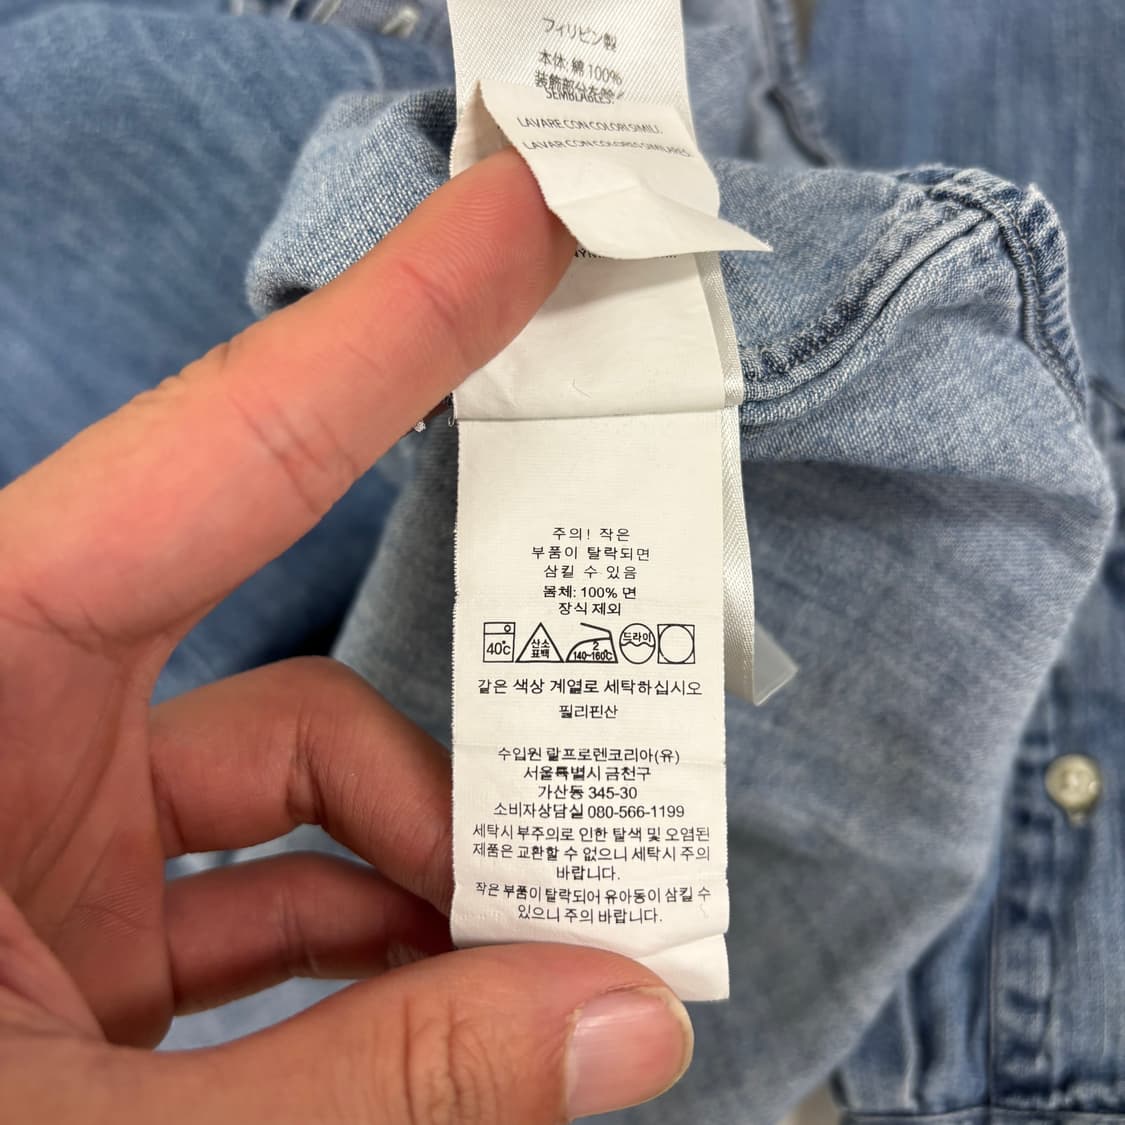 フィリピン製
本体: 綿 100%
装飾部分を除く
SEMBLABLES.
LAVARE CON COLORI SIMILI.
LAVAR CON COLORES SIMILARES.
주의! 작은
부품이 탈락되면
삼킬 수 있음
몸체: 100% 면
장식 제외
40℃ 산소 표백 2 140~160℃ 드라이
같은 색상 계열로 세탁하십시오
필리핀산
수입원 랄프로렌코리아(유)
서울특별시 금천구
가산동 345-30
소비자상담실 080-566-1199
세탁시 부주의로 인한 탈색 및 오염된
제품은 교환할 수 없으니 세탁시 주의
바랍니다.
작은 부품이 탈락되어 유아동이 삼킬 수
있으니 주의 바랍니다.